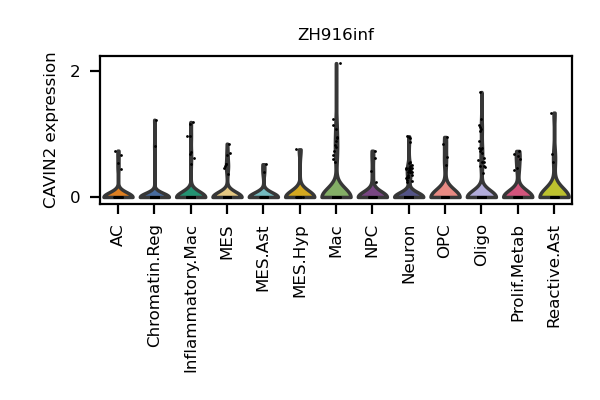 ZH916inf
CAVIN2 expression
2
0
AC
Chromatin.Reg
Inflammatory.Mac
MES
MES.Ast
MES.Hyp
Mac
NPC
Neuron
OPC
Oligo
Prolif.Metab
Reactive.Ast